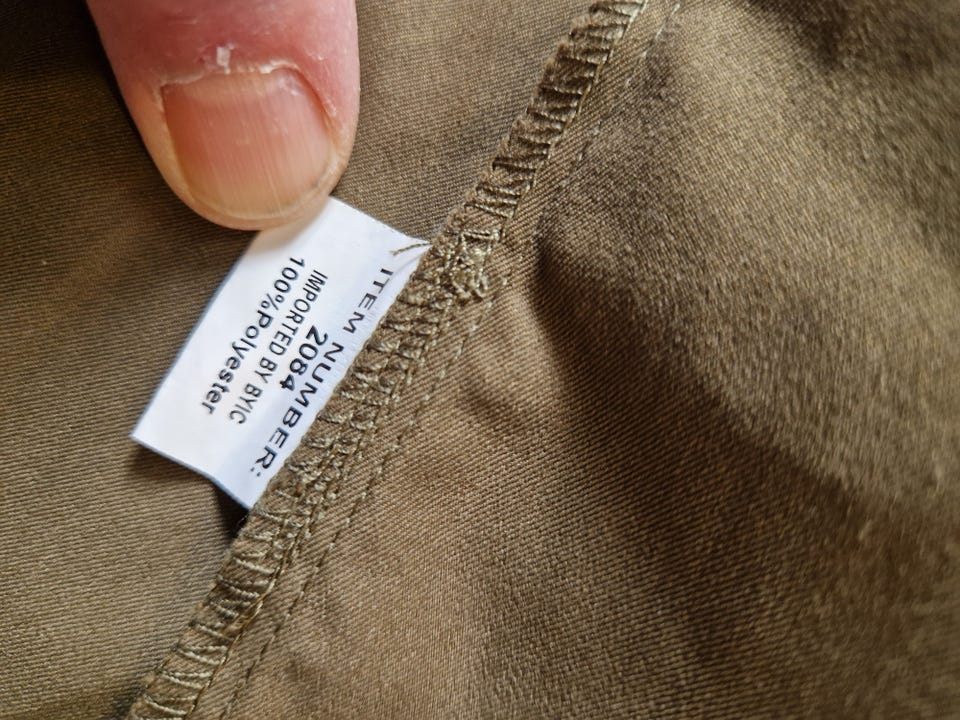 ITEM NUMBER:
2084
IMPORTED BY BYIC
100%Polyester